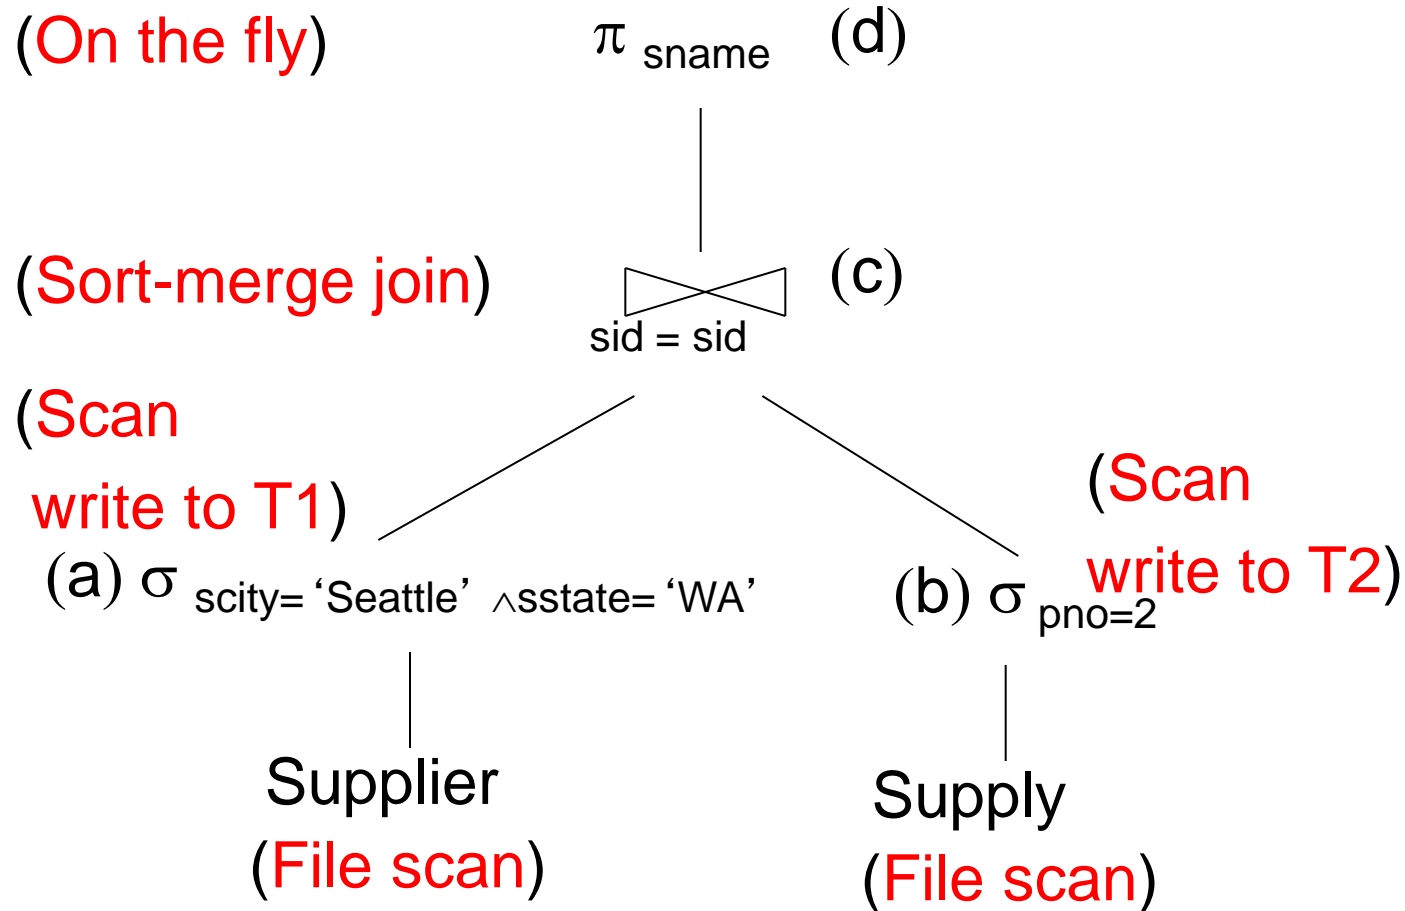 (On the fly) π sname (d)
(Sort-merge join) (c)
sid = sid
(Scan
write to T1)
(Scan
write to T2)
(a) σ scity= ‘Seattle’ ∧sstate= ‘WA’
(b) σ pno=2
Supplier
(File scan)
Supply
(File scan)